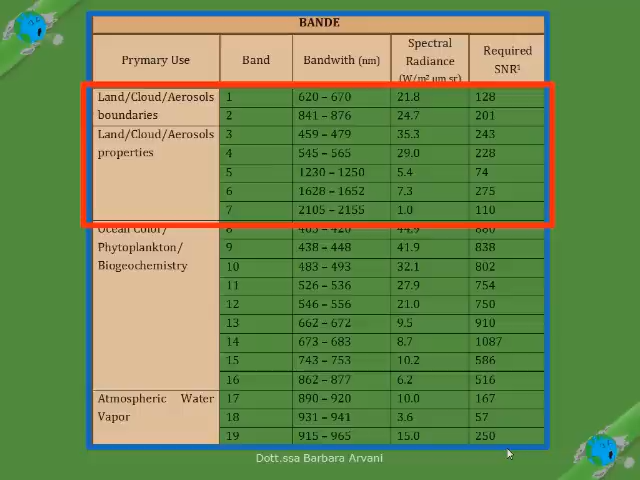 BANDE
Prymary Use Band Bandwith (nm) Spectral Radiance (W/m² µm sr) Required SNR¹
Land/Cloud/Aerosols boundaries 1 620 – 670 21.8 128
2 841 – 876 24.7 201
Land/Cloud/Aerosols properties 3 459 – 479 35.3 243
4 545 – 565 29.0 228
5 1230 – 1250 5.4 74
6 1628 – 1652 7.3 275
7 2105 – 2155 1.0 110
Ocean Color/ Phytoplankton/ Biogeochemistry 8 405 – 420 44.9 880
9 438 – 448 41.9 838
10 483 – 493 32.1 802
11 526 – 536 27.9 754
12 546 – 556 21.0 750
13 662 – 672 9.5 910
14 673 – 683 8.7 1087
15 743 – 753 10.2 586
16 862 – 877 6.2 516
Atmospheric Water Vapor 17 890 – 920 10.0 167
18 931 – 941 3.6 57
19 915 – 965 15.0 250
Dott.ssa Barbara Arvani